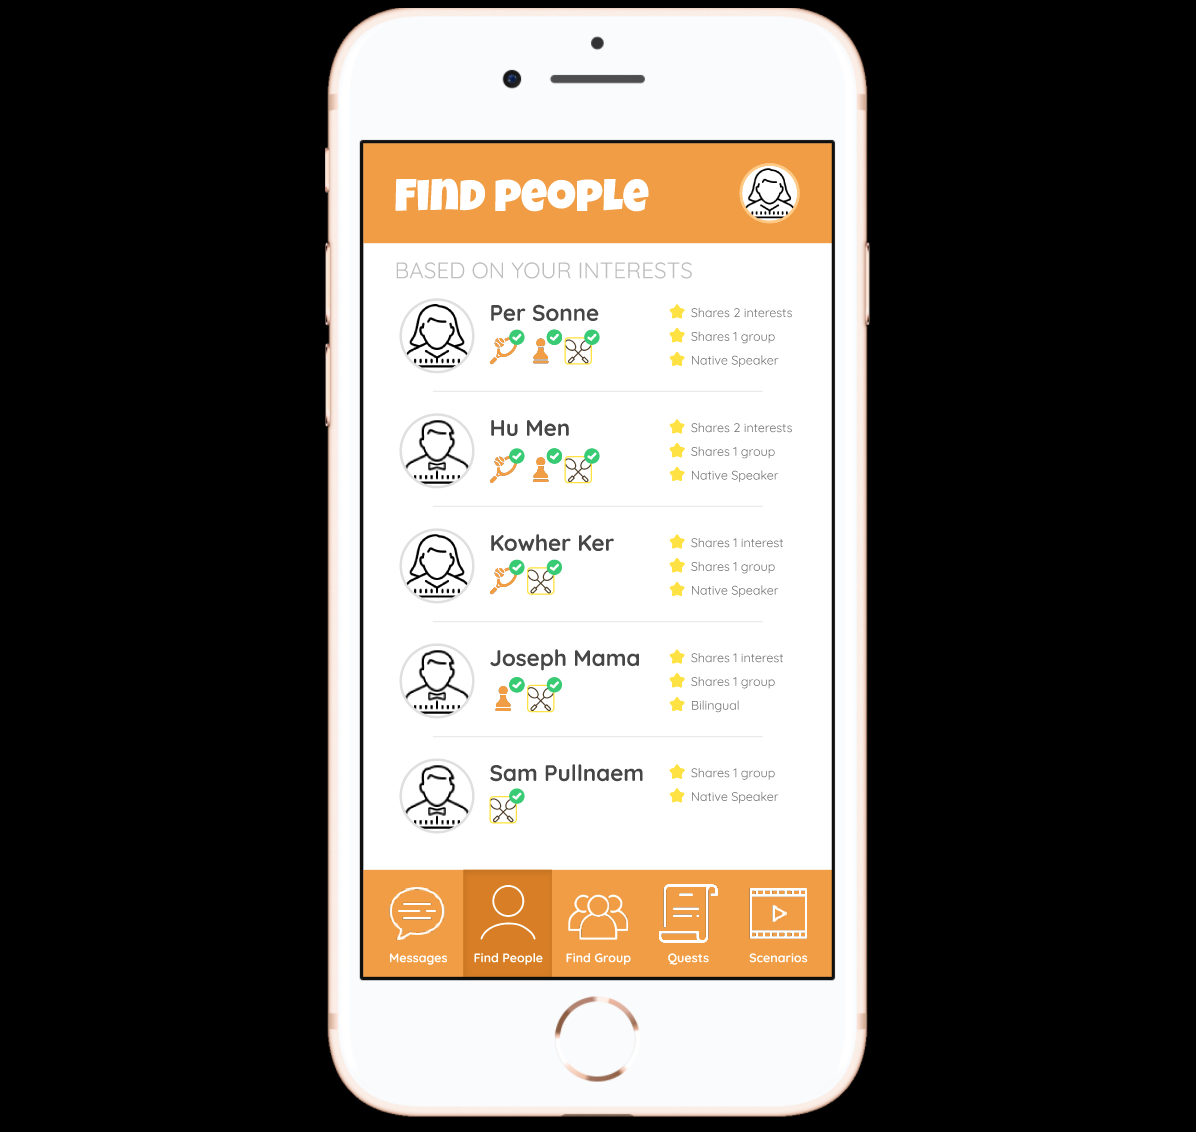 Find People
BASED ON YOUR INTERESTS
Per Sonne
Shares 2 interests
Shares 1 group
Native Speaker
Hu Men
Shares 2 interests
Shares 1 group
Native Speaker
Kowher Ker
Shares 1 interest
Shares 1 group
Native Speaker
Joseph Mama
Shares 1 interest
Shares 1 group
Bilingual
Sam Pullnaem
Shares 1 group
Native Speaker
Messages
Find People
Find Group
Quests
Scenarios